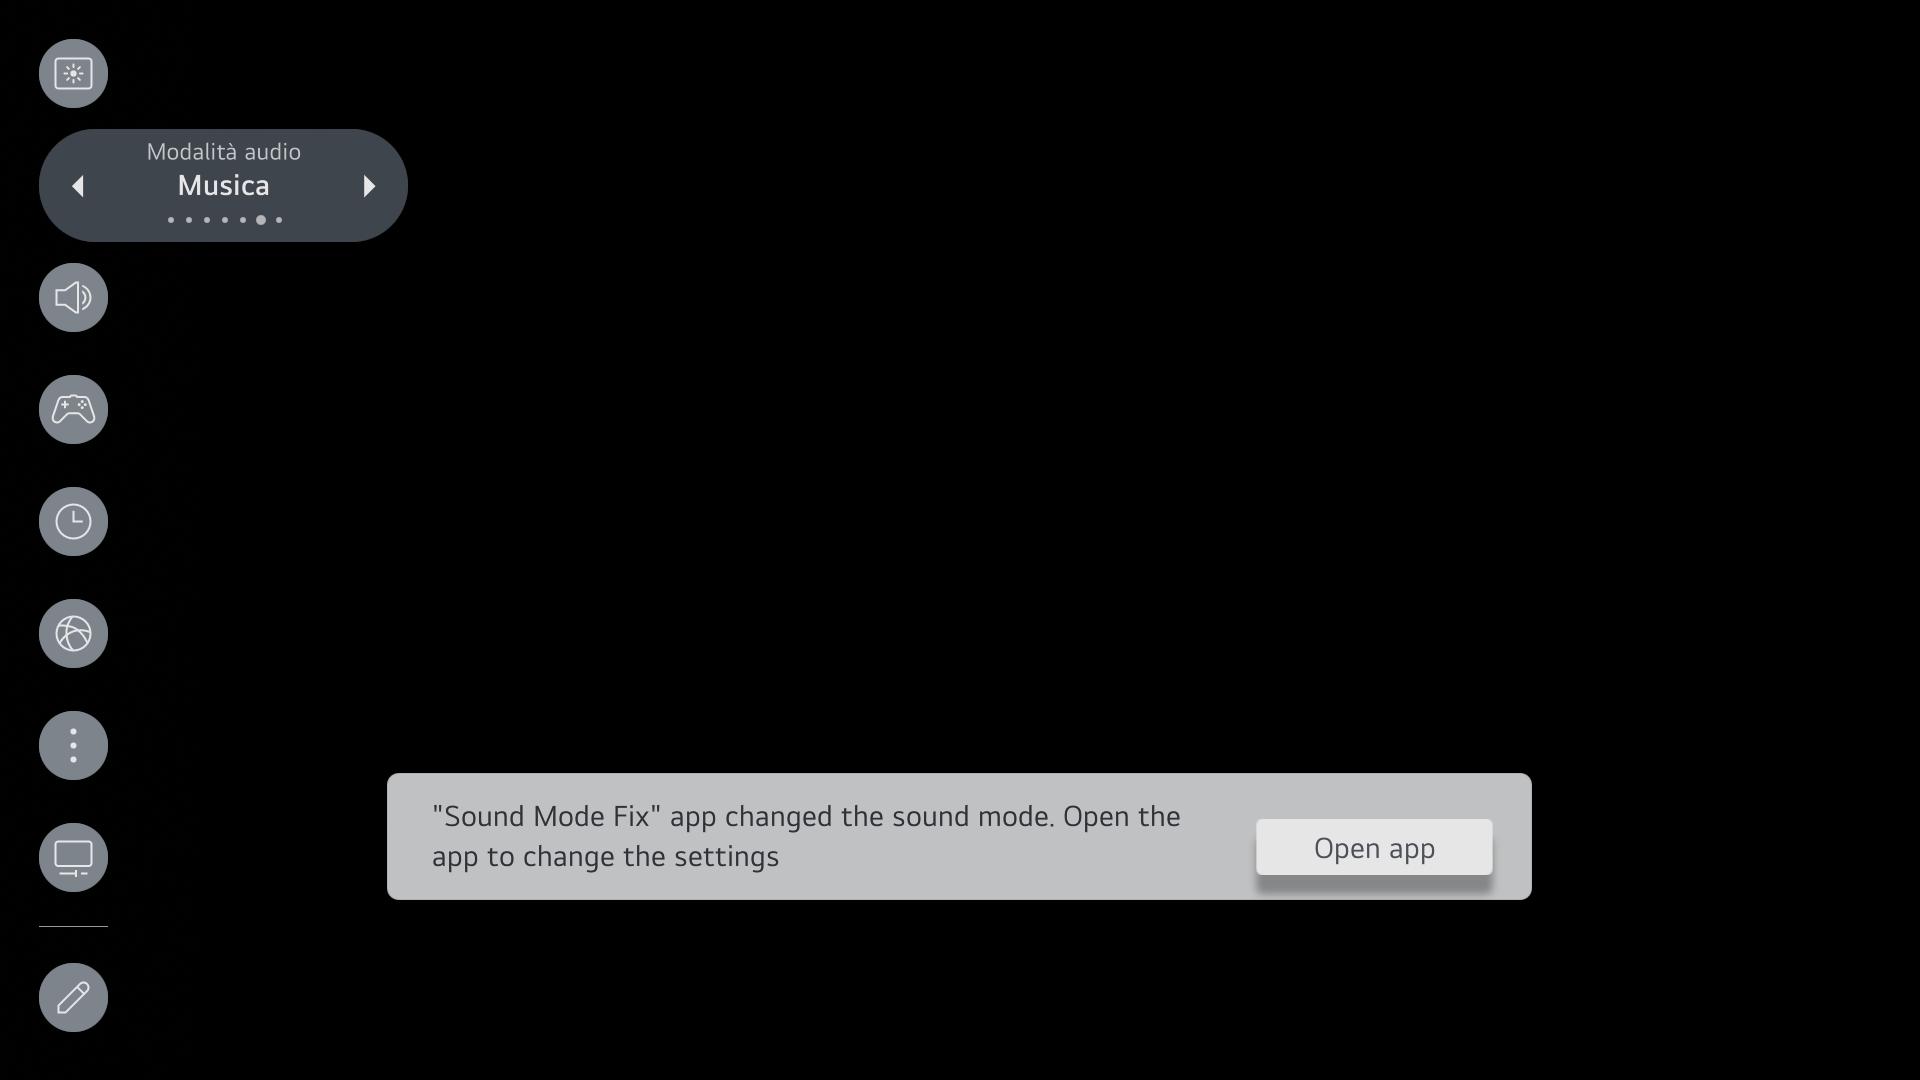 Modalità audio
Musica
"Sound Mode Fix" app changed the sound mode. Open the
app to change the settings
Open app